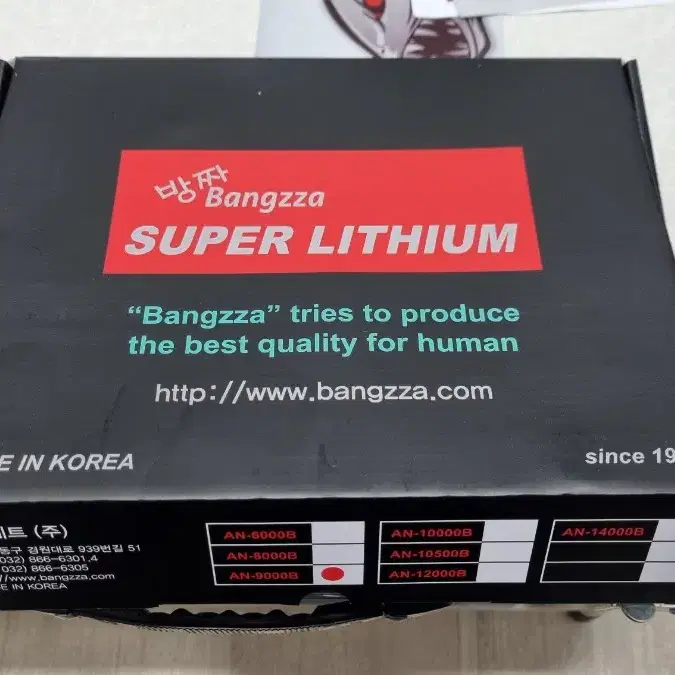 방짜
Bangzza
SUPER LITHIUM
“Bangzza” tries to produce
the best quality for human
http://www.bangzza.com
E IN KOREA
since 19
트 (주)
동구 경원대로 939번길 51
032) 866-6301,4
032) 866-6305
//www.bangzza.com
IN KOREA
AN-6000B
AN-8000B
AN-9000B
AN-10000B
AN-10500B
AN-12000B
AN-14000B